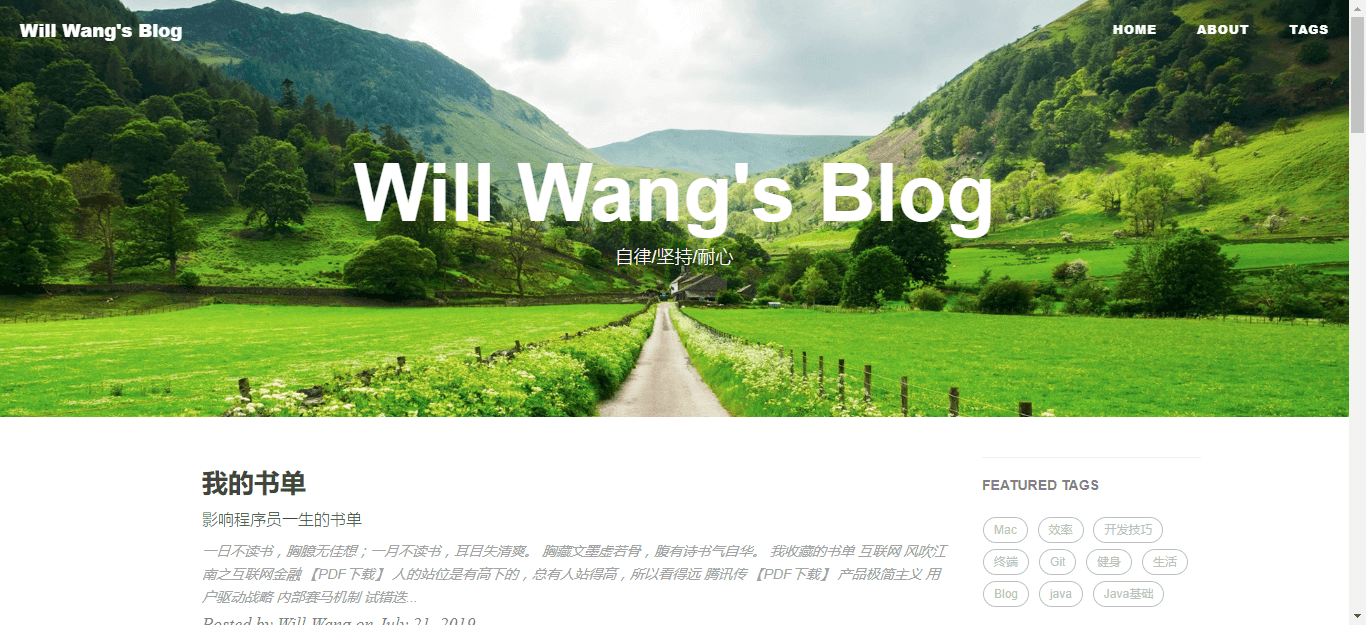 Will Wang's Blog
HOME ABOUT TAGS
Will Wang's Blog
自律/坚持/耐心
我的书单
影响程序员一生的书单
一日不读书，胸臆无佳想；一月不读书，耳目失清爽。 胸藏文墨虚若骨，腹有诗书气自华。 我收藏的书单 互联网 风吹江
南之互联网金融 【PDF下载】 人的站位是有高下的，总有人站得高，所以看得远 腾讯传 【PDF下载】 产品极简主义 用
户驱动战略 内部赛马机制 试错迭...
Posted by Will Wang on July 21, 2019
FEATURED TAGS
Mac 效率 开发技巧
终端 Git 健身 生活
Blog java Java基础